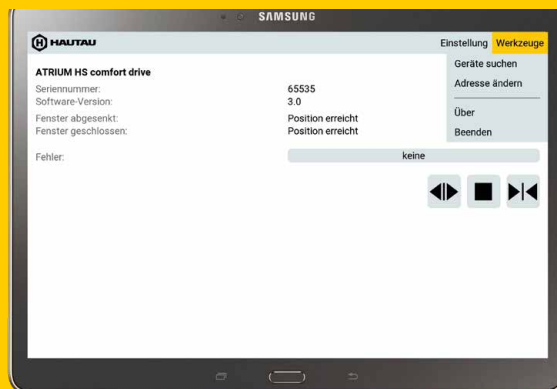 SAMSUNG
HAUTAU
Einstellung Werkzeuge
Geräte suchen
Adresse ändern
Über
Beenden
ATRIUM HS comfort drive
Seriennummer: 65535
Software-Version: 3.0
Fenster abgesenkt: Position erreicht
Fenster geschlossen: Position erreicht
Fehler: keine